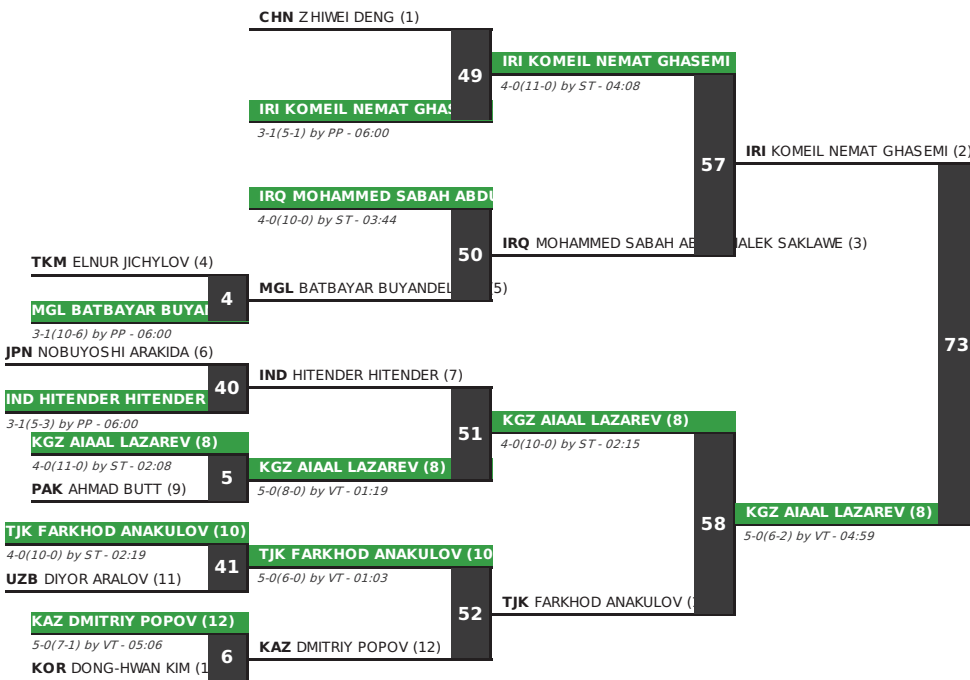 CHN ZHIWEI DENG (1)
49
IRI KOMEIL NEMAT GHASEMI
4-0(11-0) by ST - 04:08
IRI KOMEIL NEMAT
3-1(5-1) by PP - 06:00
57
IRI KOMEIL NEMAT GHASEMI (2)
IRQ MOHAMMED SABAH
4-0(10-0) by ST - 03:44
50
IRQ MOHAMMED SABAH SAKLAWE (3)
TKM ELNUR JICHYLOV (4)
4
MGL BATBAYAR
MGL BATBAYAR
3-1(10-6) by PP - 06:00
73
JPN NOBUYOSHI ARAKIDA (6)
40
IND HITENDER HITENDER (7)
IND HITENDER HITENDER
3-1(5-3) by PP - 06:00
51
KGZ AIAAL LAZAREV (8)
4-0(10-0) by ST - 02:15
KGZ AIAAL LAZAREV (8)
4-0(11-0) by ST - 02:08
5
KGZ AIAAL LAZAREV (8)
5-0(8-0) by VT - 01:19
PAK AHMAD BUTT (9)
58
KGZ AIAAL LAZAREV (8)
5-0(6-2) by VT - 04:59
TJK FARKHOD ANAKULOV (10)
4-0(10-0) by ST - 02:19
41
TJK FARKHOD ANAKULOV (10
5-0(6-0) by VT - 01:03
UZB DIYOR ARALOV (11)
52
TJK FARKHOD ANAKULOV
KAZ DMITRIY POPOV (12)
5-0(7-1) by VT - 05:06
6
KAZ DMITRIY POPOV (12)
KOR DONG-HWAN KIM